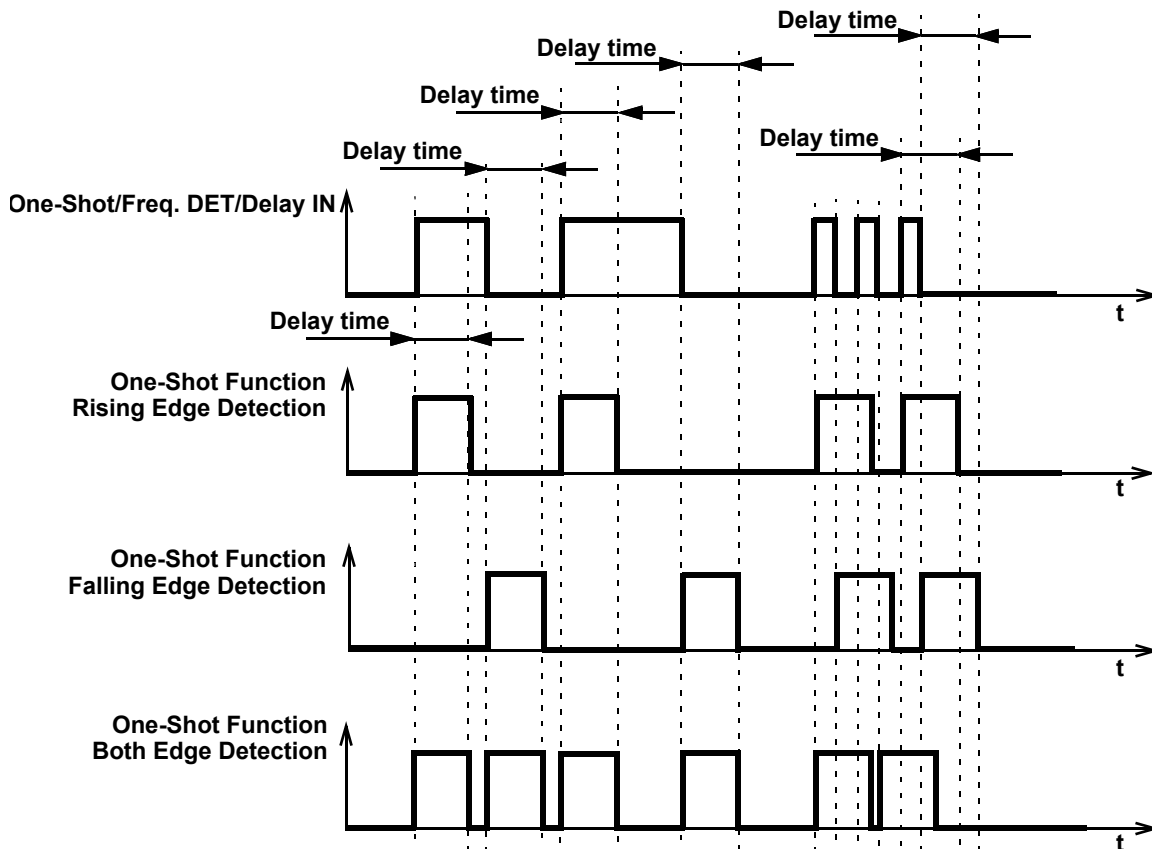 Delay time
Delay time
Delay time
Delay time
Delay time
One-Shot/Freq. DET/Delay IN
t
Delay time
One-Shot Function
Rising Edge Detection
t
One-Shot Function
Falling Edge Detection
t
One-Shot Function
Both Edge Detection
t